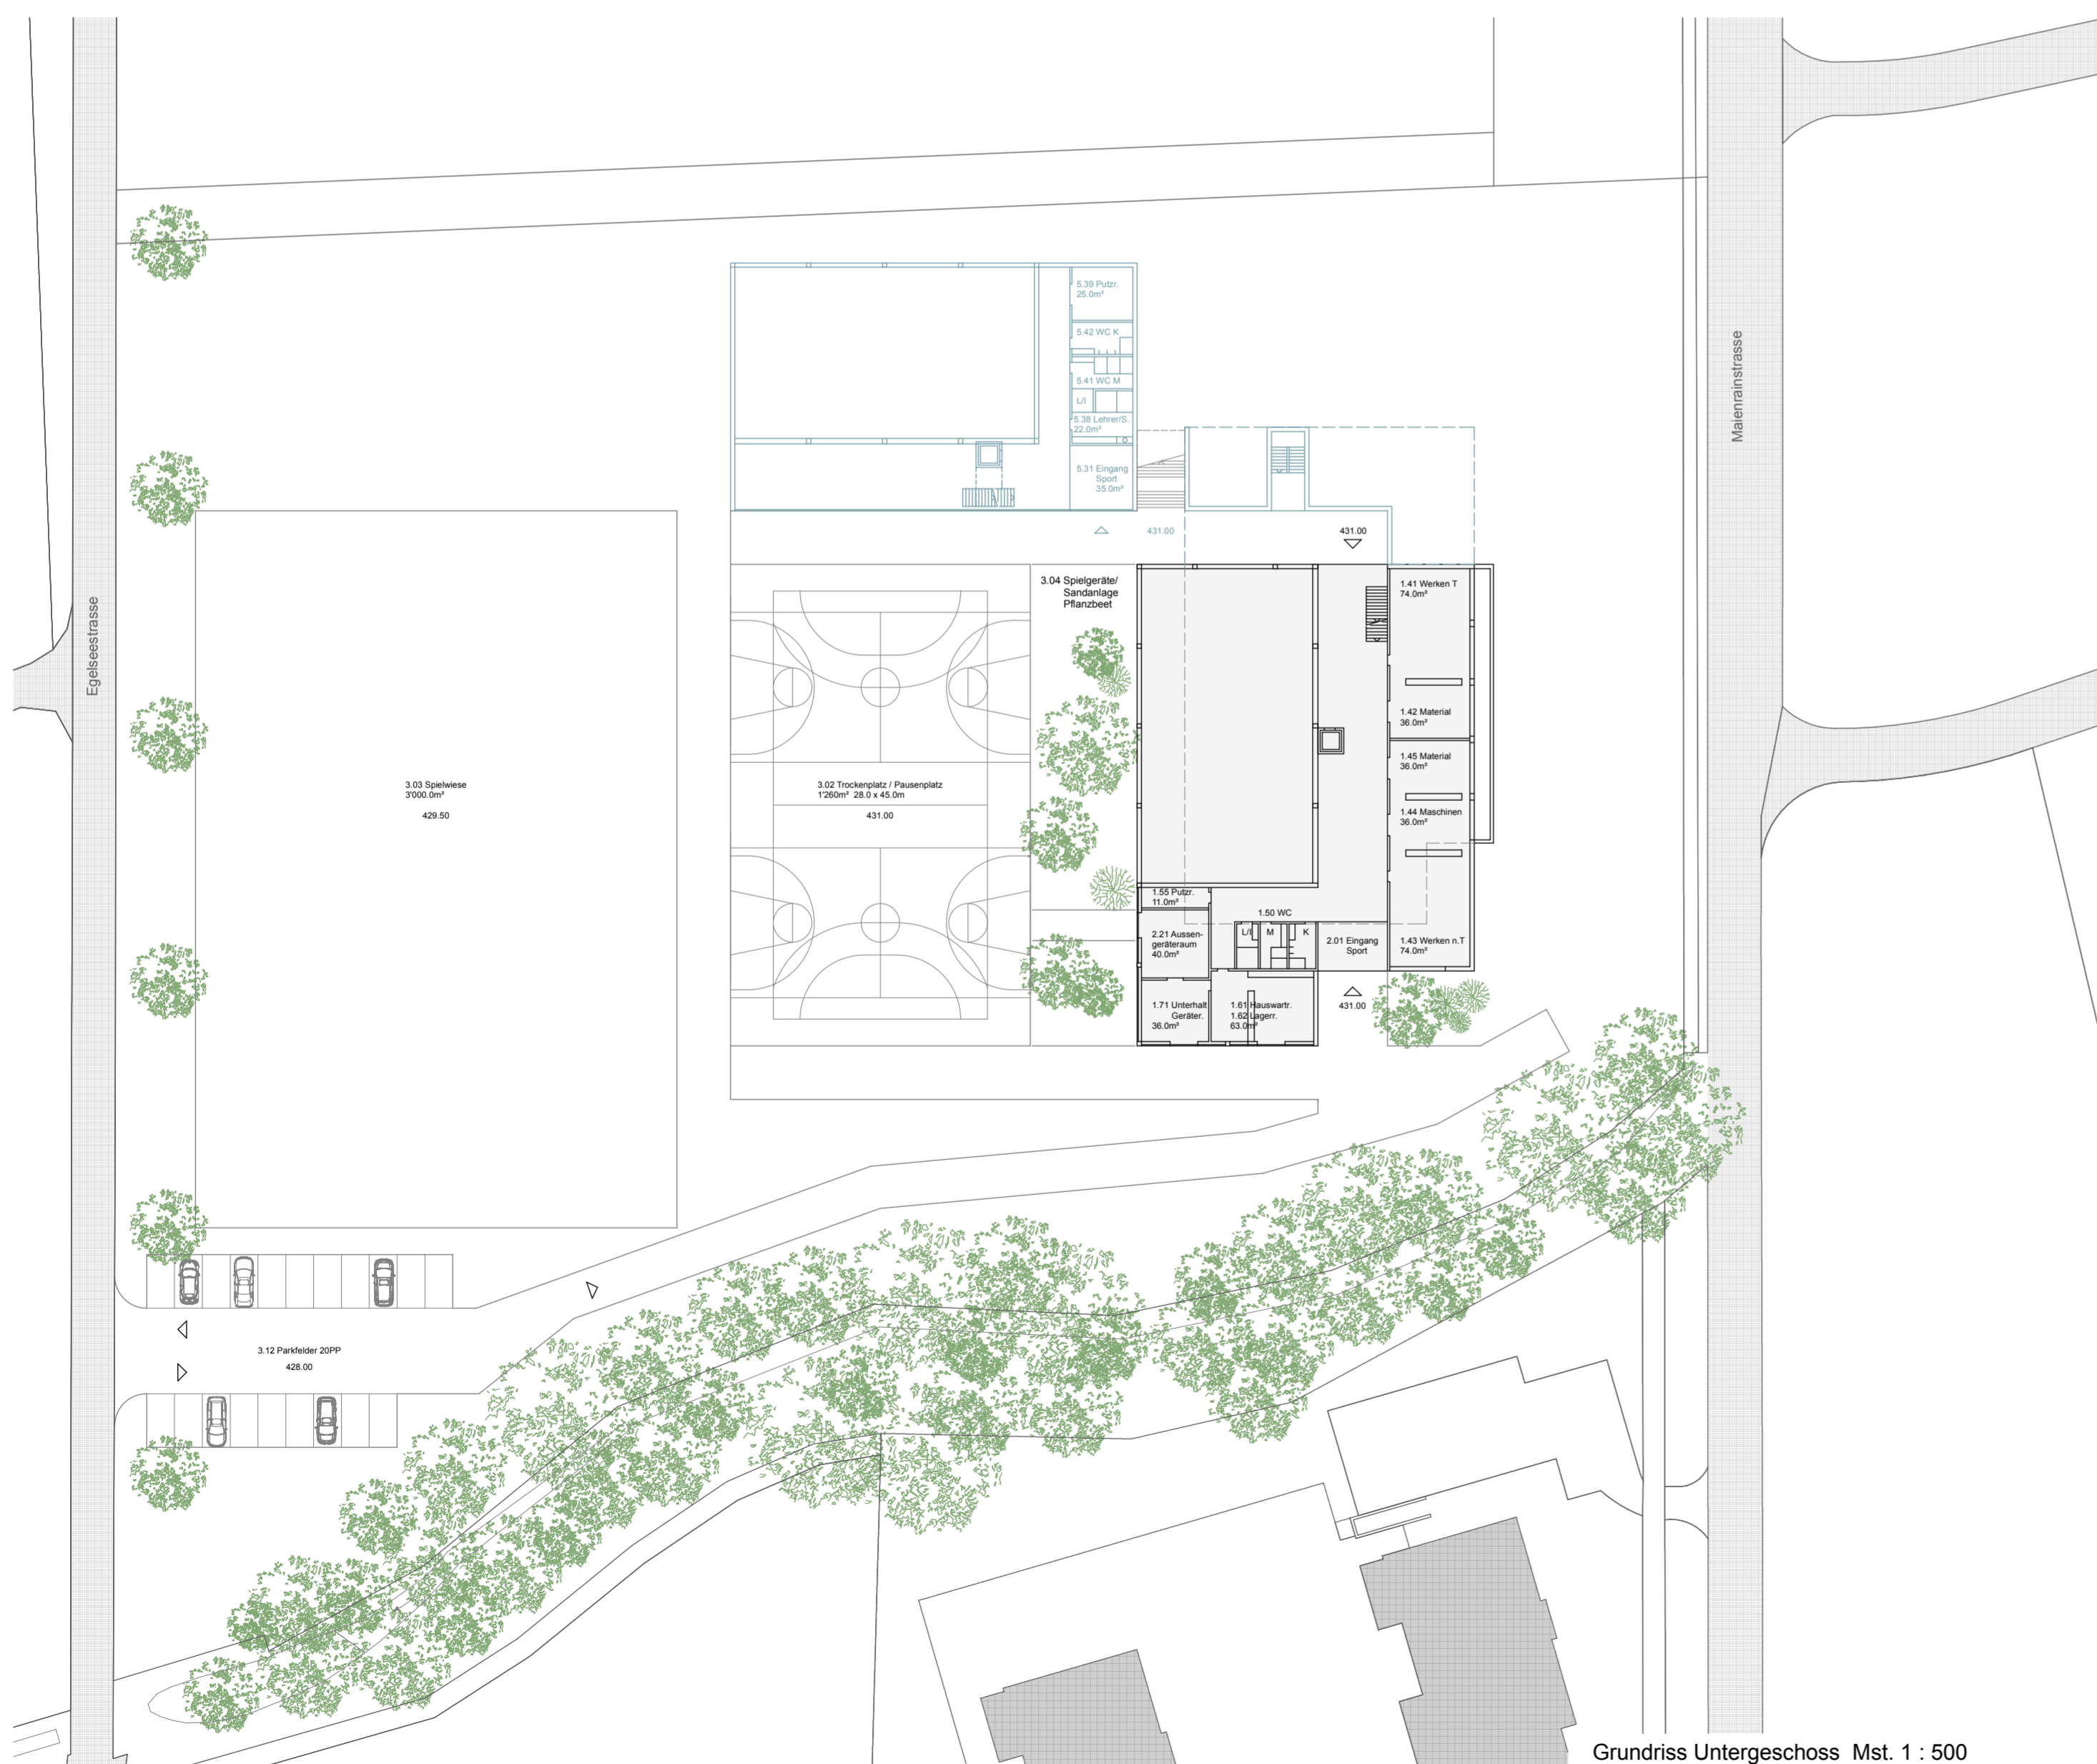 Maienrainstrasse
Egelseestrasse
5.39 Putzr.
25.0m²
5.42 WC K
5.41 WC M
L/I
5.38 Lehrer/S.
22.0m²
5.31 Eingang
Sport
35.0m²
431.00
431.00
3.04 Spielgeräte/
Sandanlage
Pflanzbeet
1.41 Werken T
74.0m²
1.42 Material
36.0m²
1.45 Material
36.0m²
1.44 Maschinen
36.0m²
3.03 Spielwiese
3'000.0m²
429.50
3.02 Trockenplatz / Pausenplatz
1'260m² 28.0 x 45.0m
431.00
1.55 Putzr.
11.0m²
1.50 WC
L/I
M
K
2.21 Aussen-
geräteraum
40.0m²
2.01 Eingang
Sport
1.43 Werken n.T
74.0m²
1.71 Unterhalt
Geräter.
36.0m²
1.61 Hauswartr.
1.62 Lagerr.
63.0m²
431.00
3.12 Parkfelder 20PP
428.00
Grundriss Untergeschoss Mst. 1 : 500